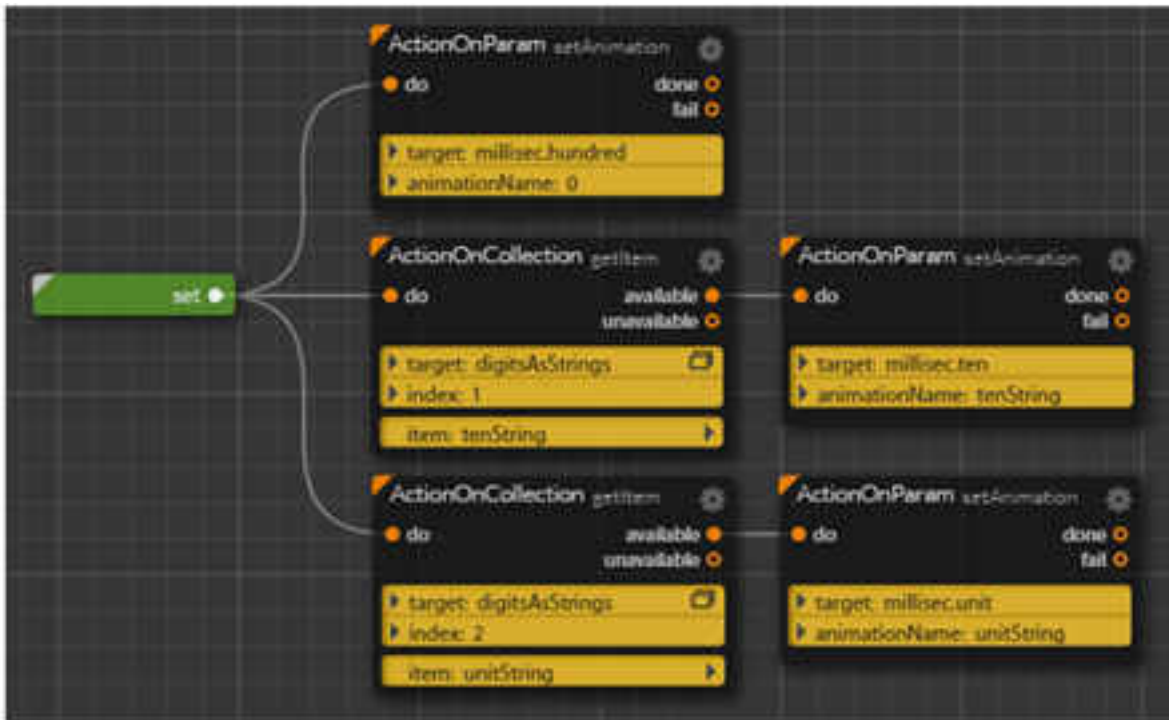 ActionOnParam setAnimation
do done
fail
target: millisec.hundred
animationName: 0
set
ActionOnCollection getItem
do available
unavailable
target: digitsAsStrings
index: 1
item: tenString
ActionOnParam setAnimation
do done
fail
target: millisec.ten
animationName: tenString
ActionOnCollection getItem
do available
unavailable
target: digitsAsStrings
index: 2
item: unitString
ActionOnParam setAnimation
do done
fail
target: millisec.unit
animationName: unitString